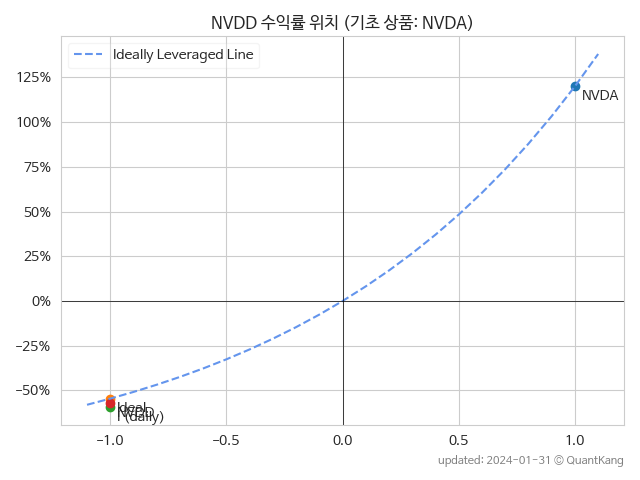 NVDD 수익률 위치 (기초 상품: NVDA)
Ideally Leveraged Line
125%
100%
75%
50%
25%
0%
−25%
−50%
NVDA
Ideal
NVDD
(daily)
−1.0
−0.5
0.0
0.5
1.0
updated: 2024-01-31 © QuantKang